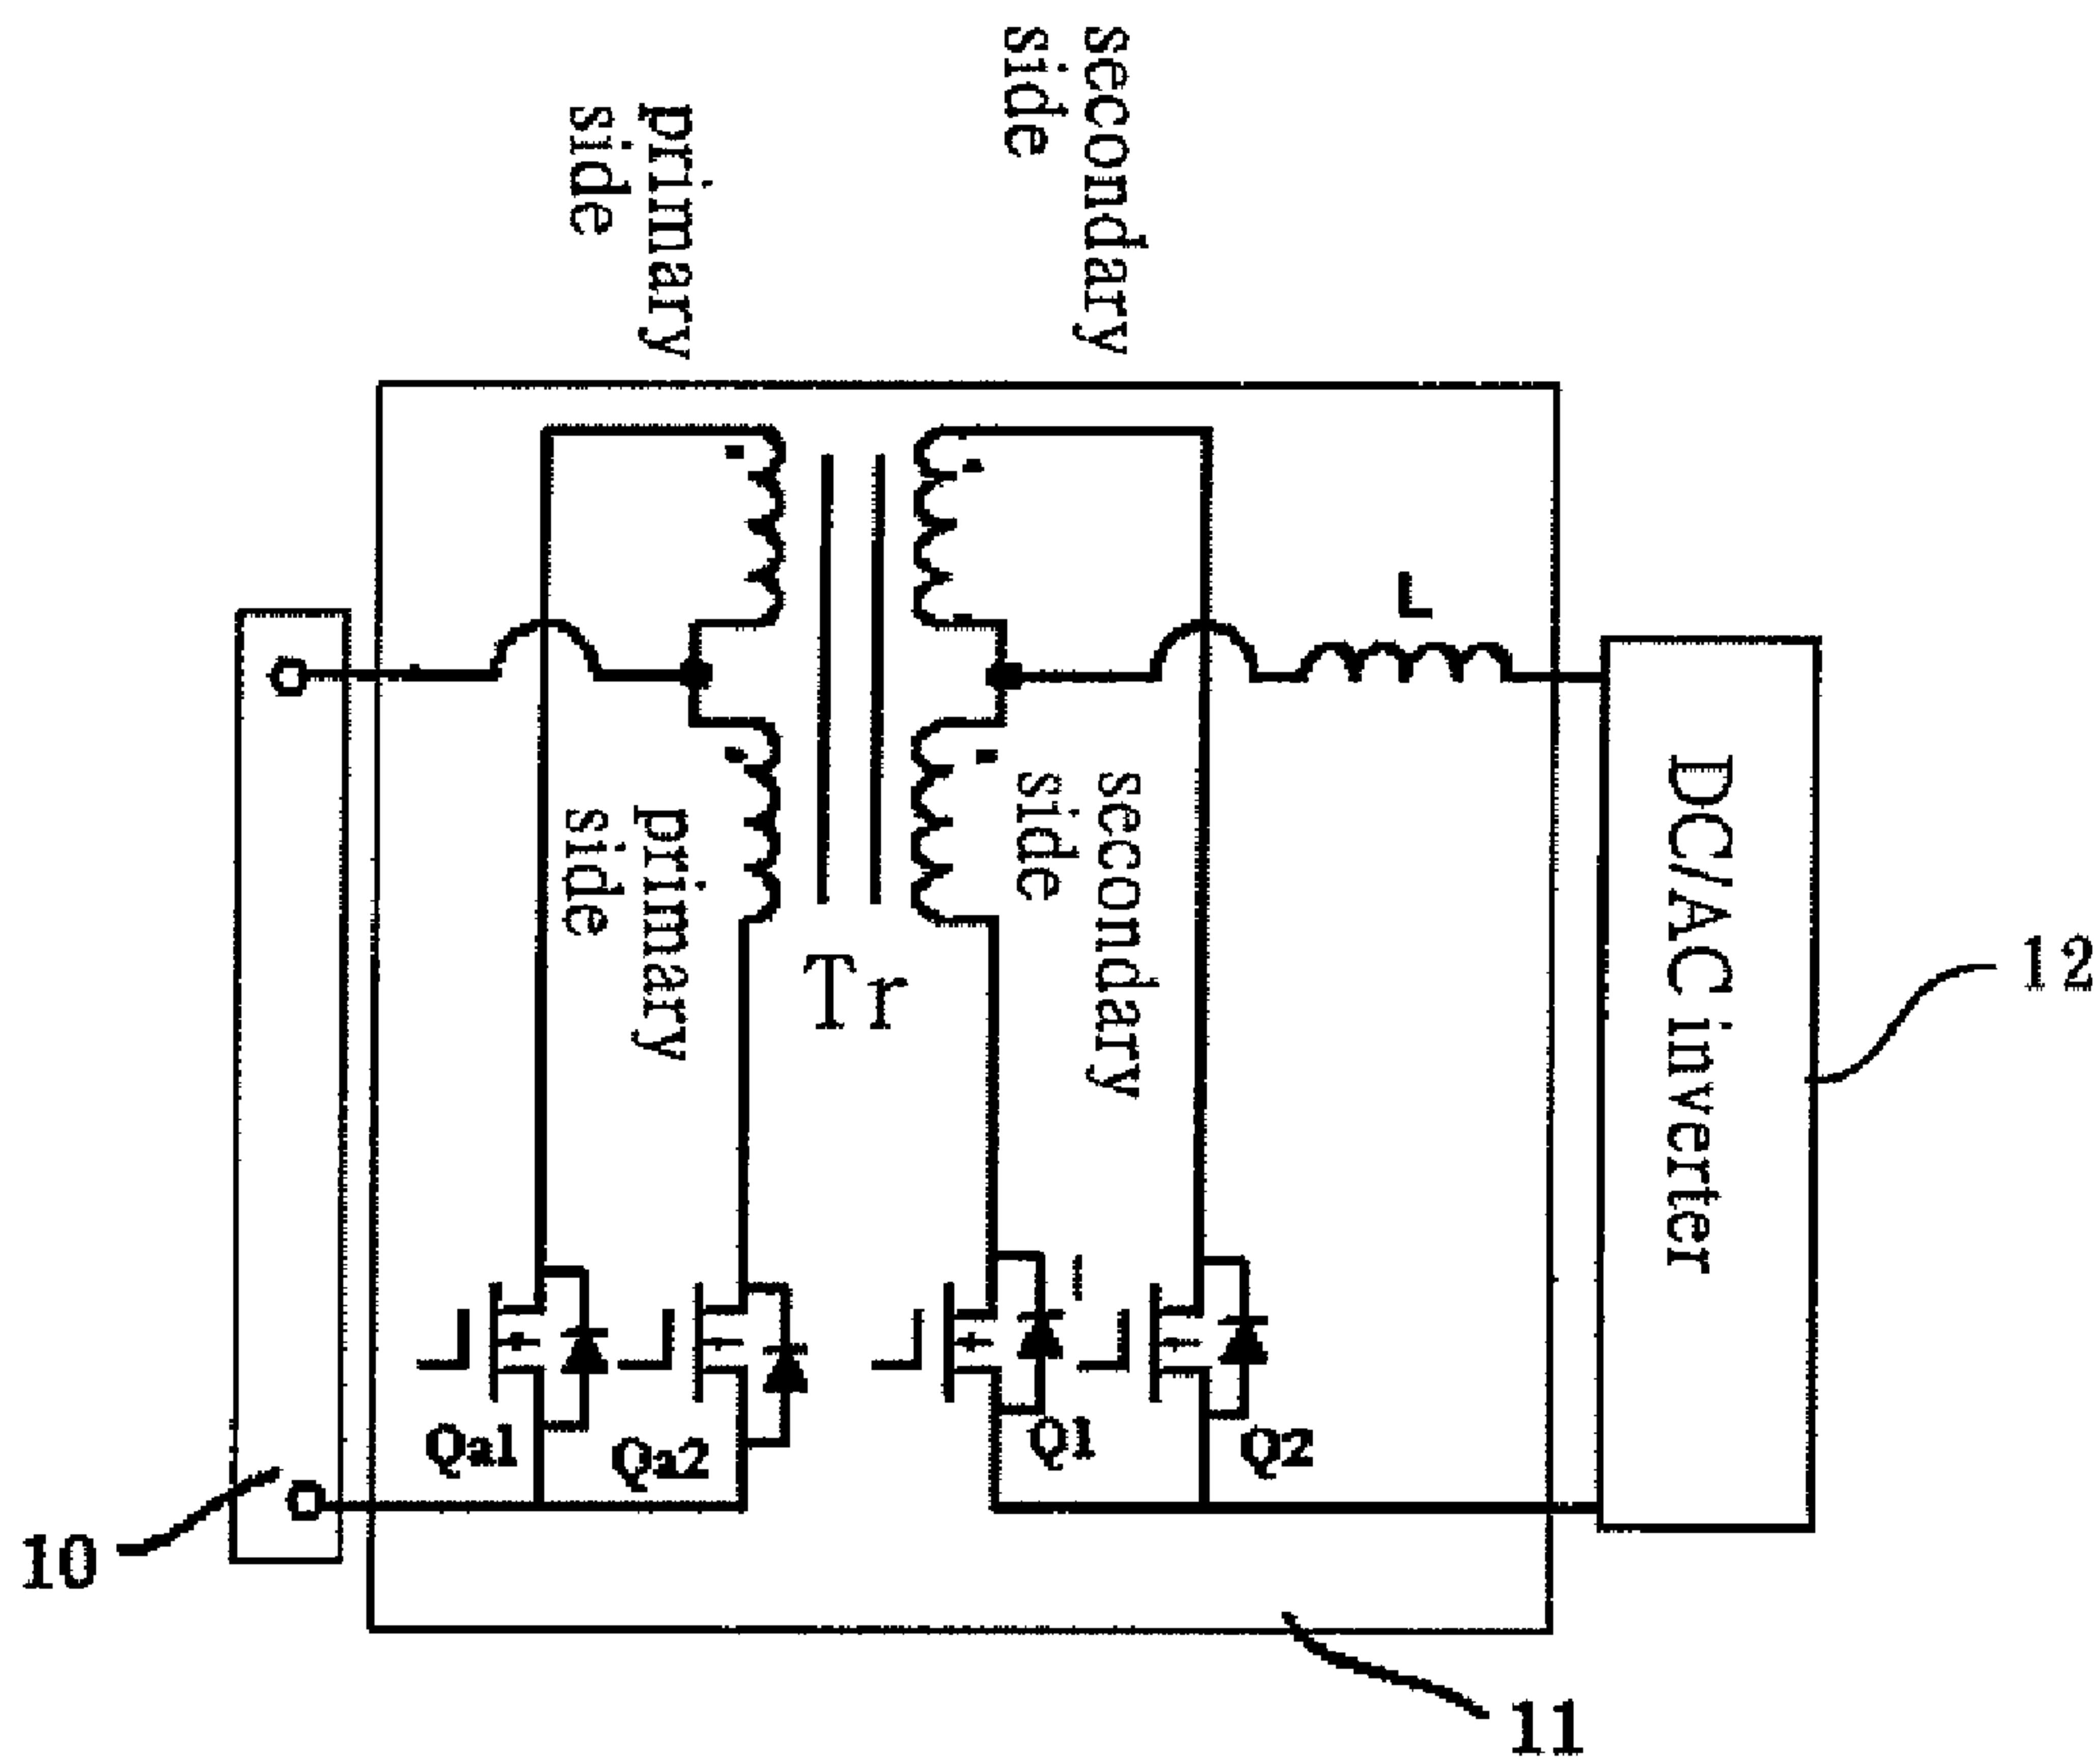 secondary
side
primary
side
L
primary
side
secondary
side
DC/AC inverter
Tr
12
Qa1
Qa2
Q1
Q2
10
11